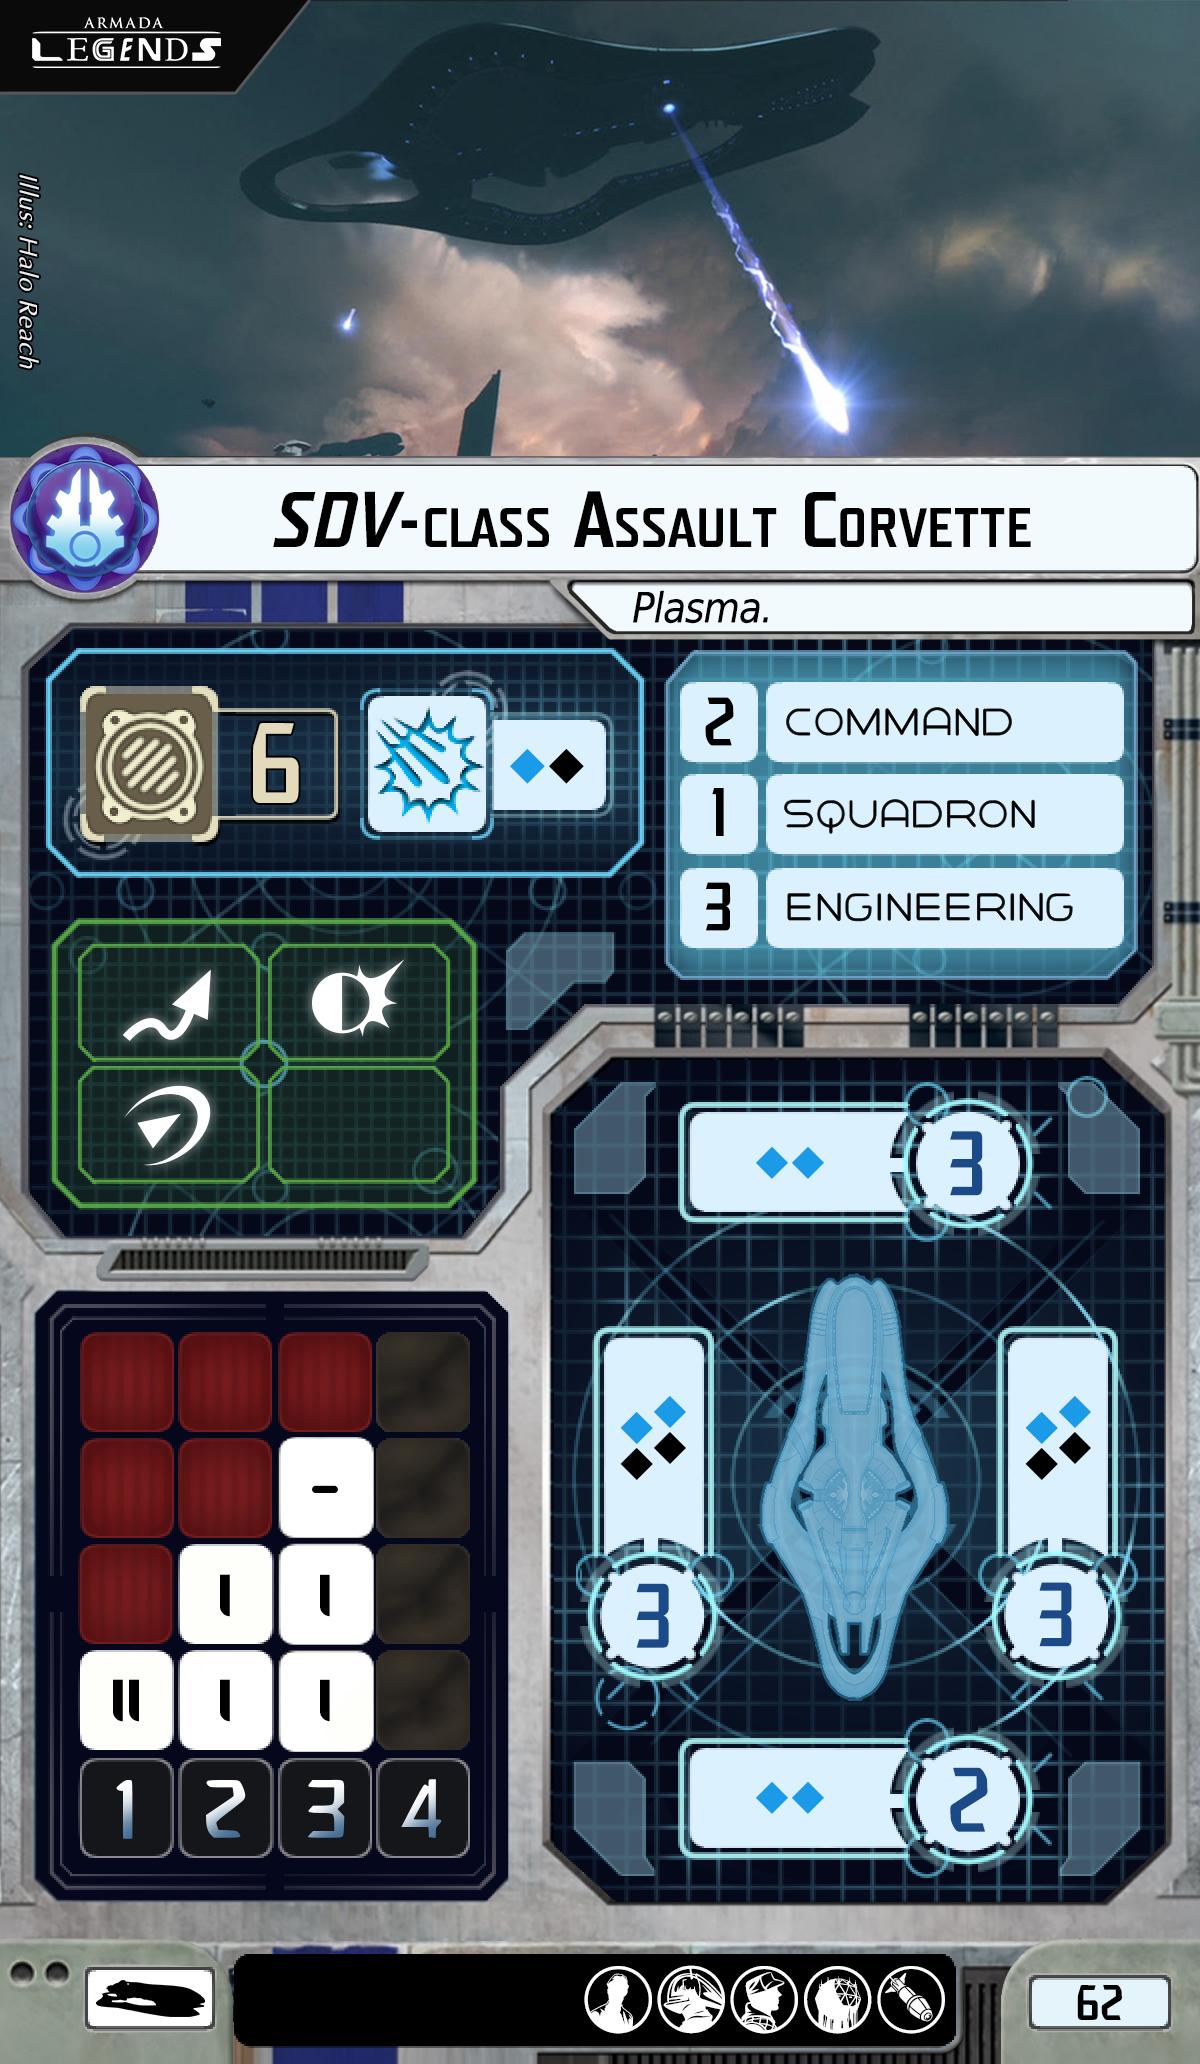 ARMADA
LEGENDS
Illus: Halo Reach
SDV-CLASS ASSAULT CORVETTE
Plasma.
6
2 COMMAND
1 SQUADRON
3 ENGINEERING
3
-
I I
3 3
II I I
2
1 2 3 4
62